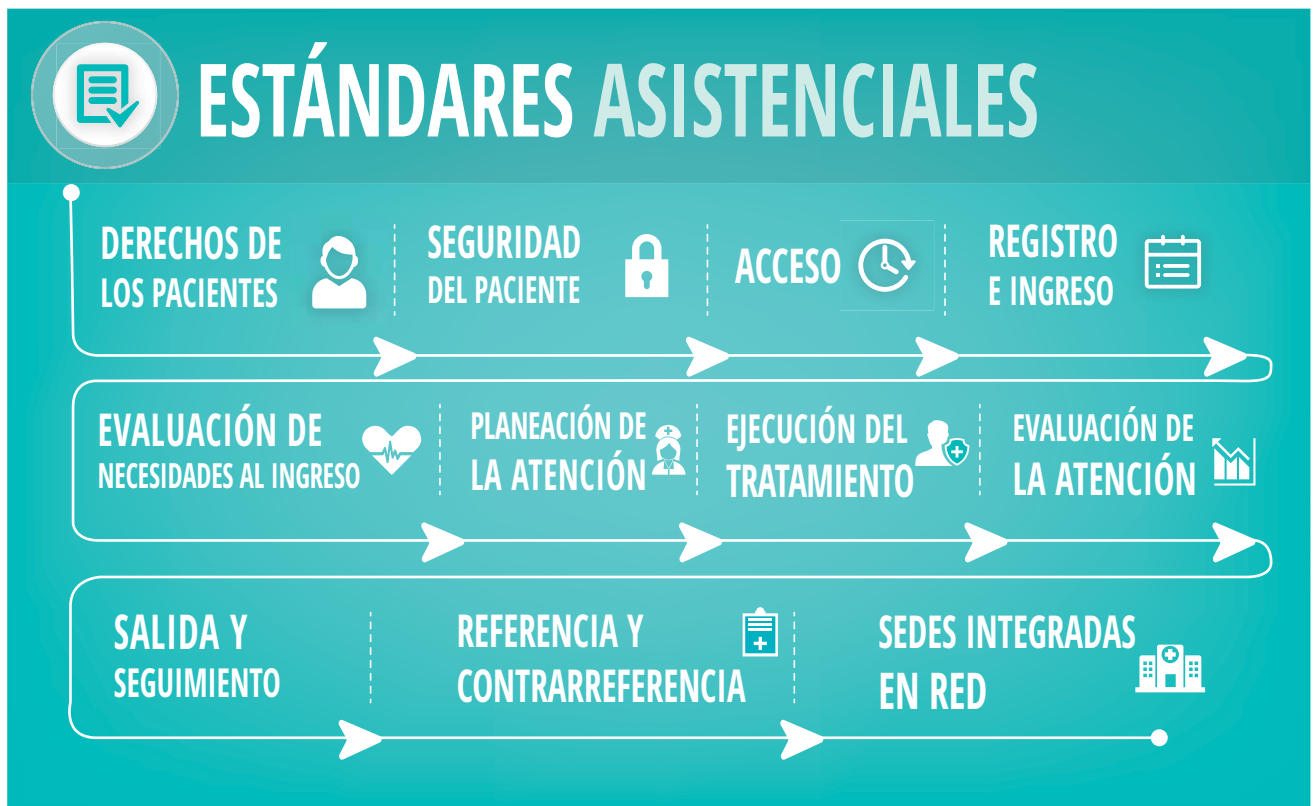 ESTÁNDARES ASISTENCIALES
DERECHOS DE
LOS PACIENTES
SEGURIDAD
DEL PACIENTE
ACCESO
REGISTRO
E INGRESO
EVALUACIÓN DE
NECESIDADES AL INGRESO
PLANEACIÓN DE
LA ATENCIÓN
EJECUCIÓN DEL
TRATAMIENTO
EVALUACIÓN DE
LA ATENCIÓN
SALIDA Y
SEGUIMIENTO
REFERENCIA Y
CONTRARREFERENCIA
SEDES INTEGRADAS
EN RED